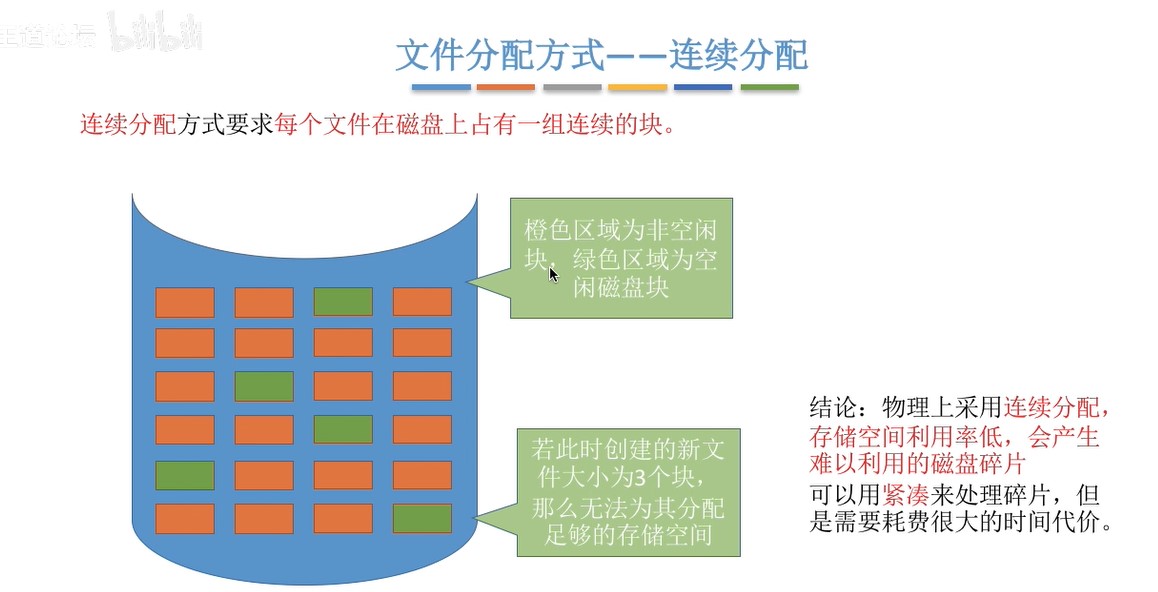 王道论坛 bilibili
文件分配方式——连续分配
连续分配方式要求每个文件在磁盘上占有一组连续的块。
橙色区域为非空闲
块，绿色区域为空
闲磁盘块
若此时创建的新文
件大小为3个块，
那么无法为其分配
足够的存储空间
结论：物理上采用连续分配，
存储空间利用率低，会产生
难以利用的磁盘碎片
可以用紧凑来处理碎片，但
是需要耗费很大的时间代价。